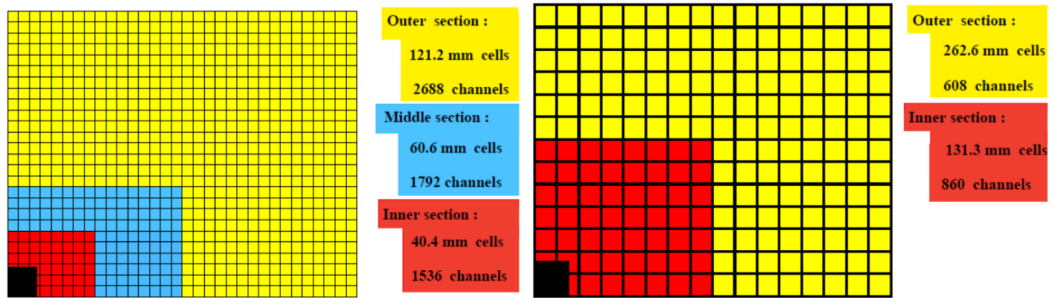 Outer section :
121.2 mm cells
2688 channels
Middle section :
60.6 mm cells
1792 channels
Inner section :
40.4 mm cells
1536 channels
Outer section :
262.6 mm cells
608 channels
Inner section :
131.3 mm cells
860 channels